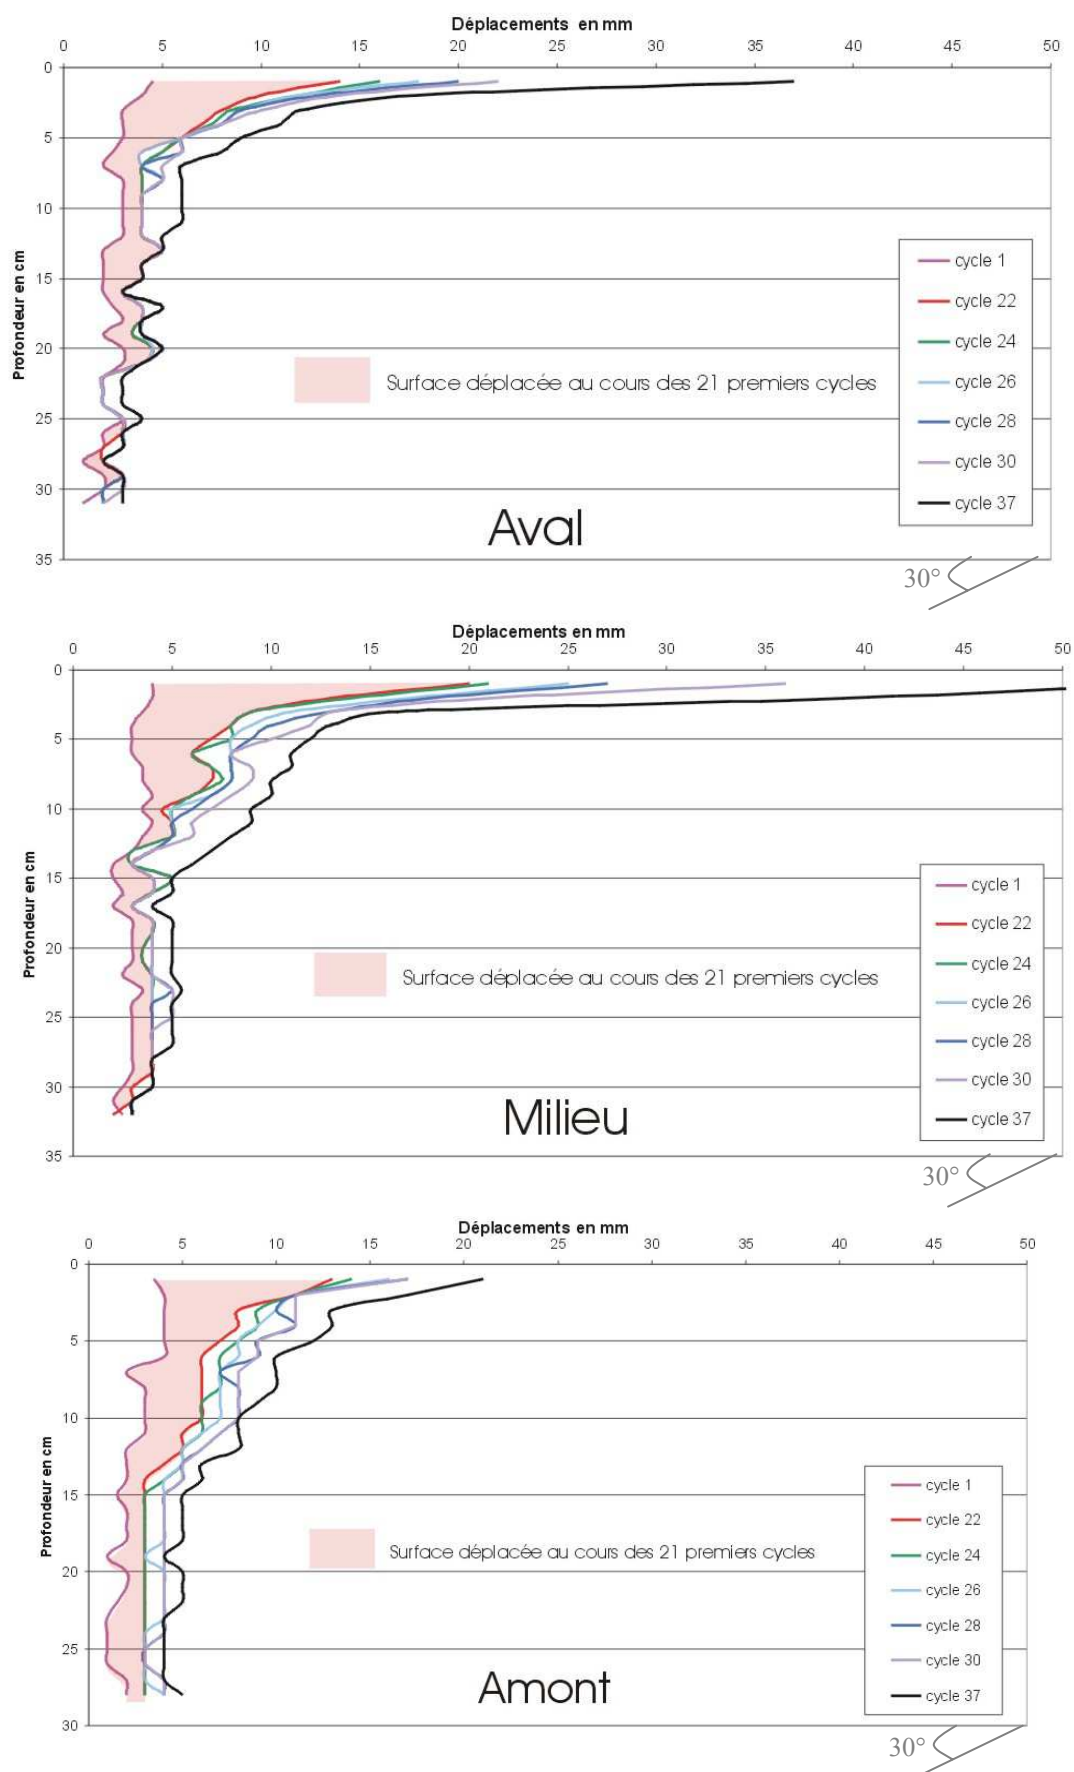 Déplacements en mm
0 5 10 15 20 25 30 35 40 45 50
0
5
10
15
20
25
30
35
Profondeur en cm
cycle 1
cycle 22
cycle 24
cycle 26
cycle 28
cycle 30
cycle 37
Surface déplacée au cours des 21 premiers cycles
Aval
30°
Déplacements en mm
0 5 10 15 20 25 30 35 40 45 50
0
5
10
15
20
25
30
35
Profondeur en cm
cycle 1
cycle 22
cycle 24
cycle 26
cycle 28
cycle 30
cycle 37
Surface déplacée au cours des 21 premiers cycles
Milieu
30°
Déplacements en mm
0 5 10 15 20 25 30 35 40 45 50
0
5
10
15
20
25
30
Profondeur en cm
cycle 1
cycle 22
cycle 24
cycle 26
cycle 28
cycle 30
cycle 37
Surface déplacée au cours des 21 premiers cycles
Amont
30°